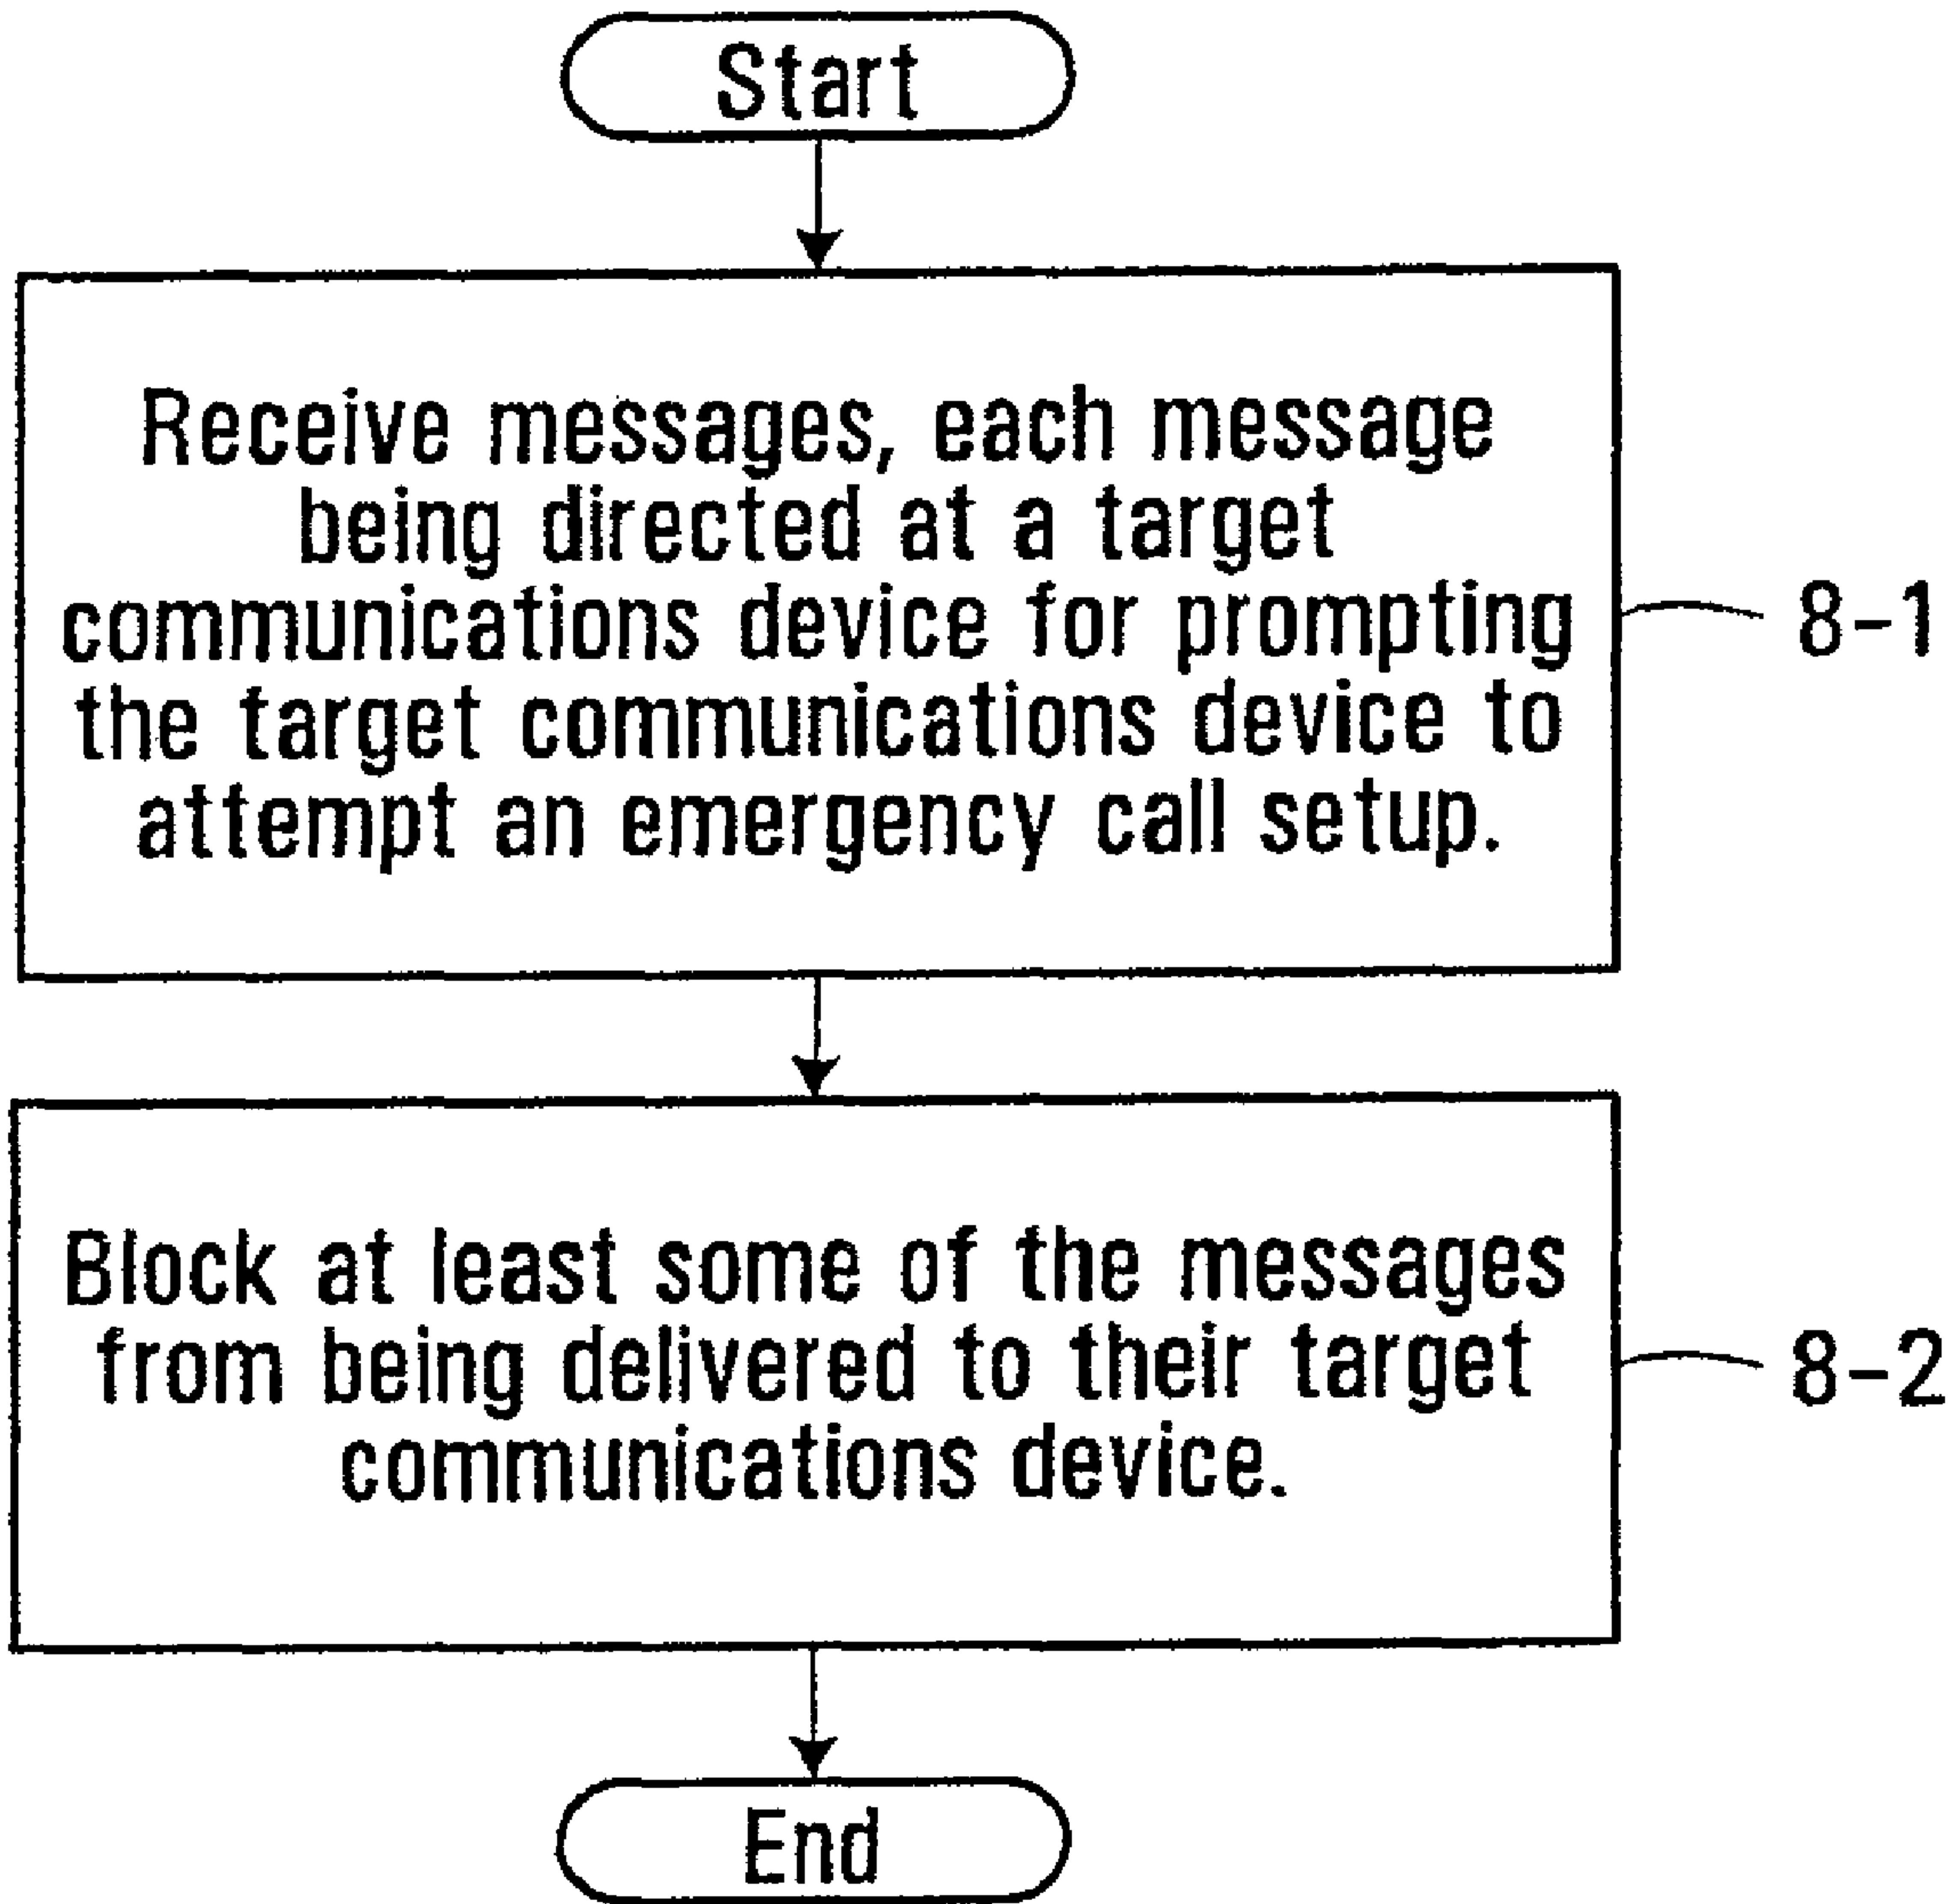 Start
Receive messages, each message
being directed at a target
communications device for prompting
the target communications device to
attempt an emergency call setup.
8-1
Block at least some of the messages
from being delivered to their target
communications device.
8-2
End